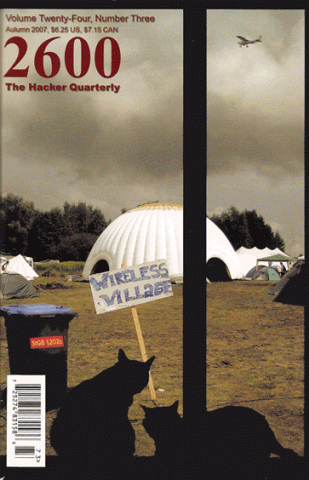 Volume Twenty-Four, Number Three
Autumn 2007, $6.25 US, $7.15 CAN
2600
The Hacker Quarterly
WIRELESS
VILLAGE
73>